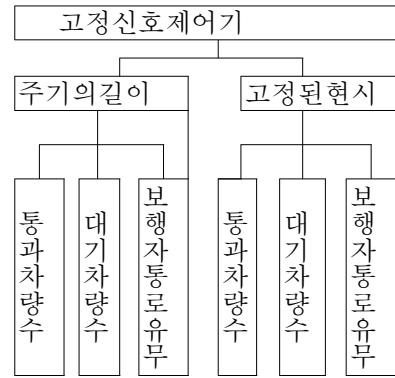 고정신호제어기
주기의길이
고정된현시
통과차량수
대기차량수
보행자통로유무
통과차량수
대기차량수
보행자통로유무